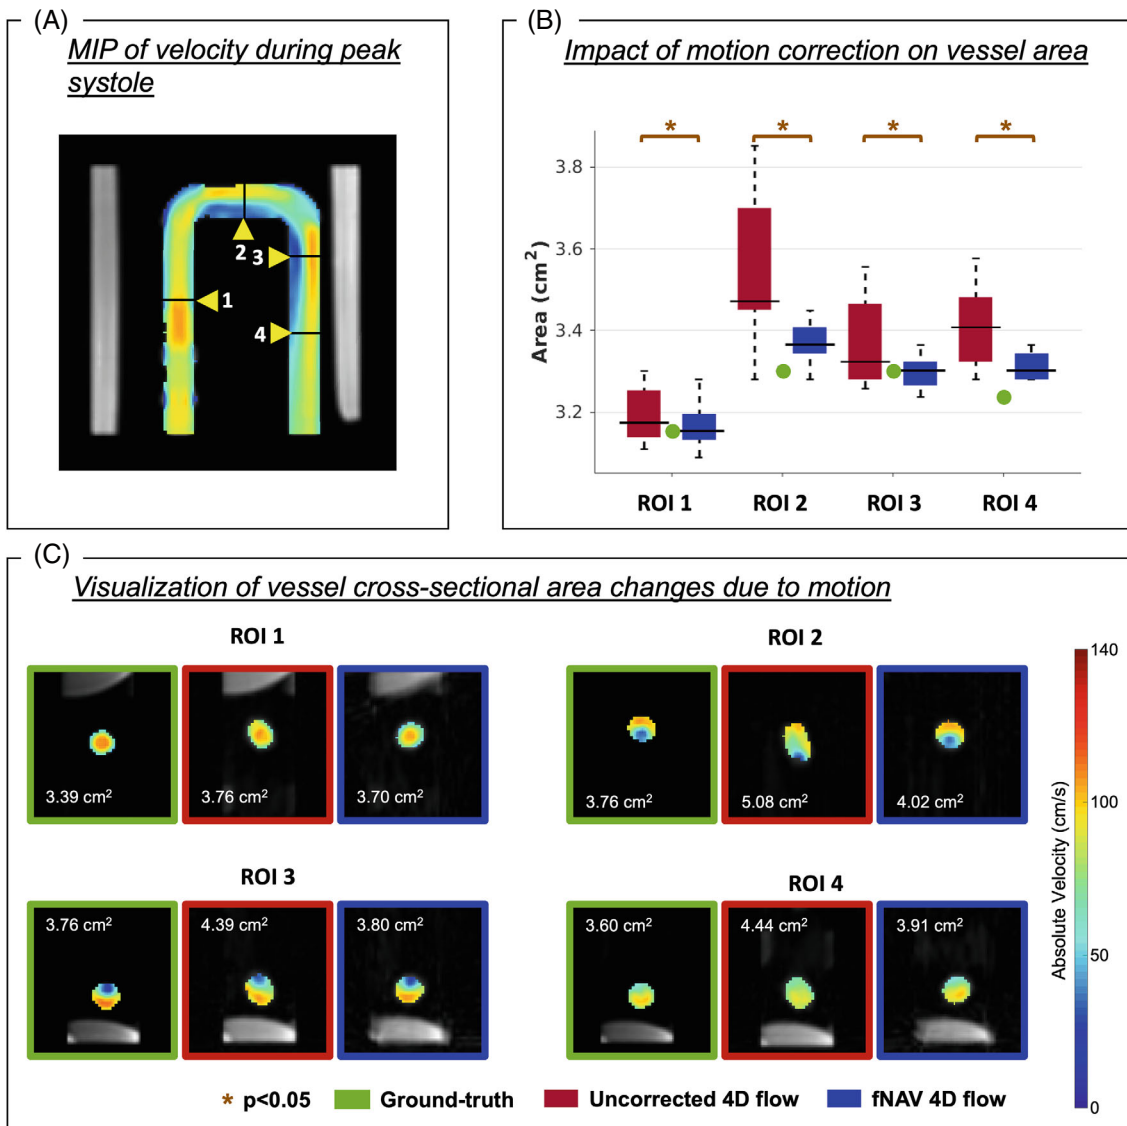 (A)
MIP of velocity during peak
systole
1
2
3
4
(B)
Impact of motion correction on vessel area
* * * *
Area (cm²)
3.8
3.6
3.4
3.2
ROI 1 ROI 2 ROI 3 ROI 4
(C)
Visualization of vessel cross-sectional area changes due to motion
ROI 1
3.39 cm² 3.76 cm² 3.70 cm²
ROI 2
3.76 cm² 5.08 cm² 4.02 cm²
ROI 3
3.76 cm² 4.39 cm² 3.80 cm²
ROI 4
3.60 cm² 4.44 cm² 3.91 cm²
140
100
50
0
Absolute Velocity (cm/s)
* p<0.05 Ground-truth Uncorrected 4D flow fNAV 4D flow